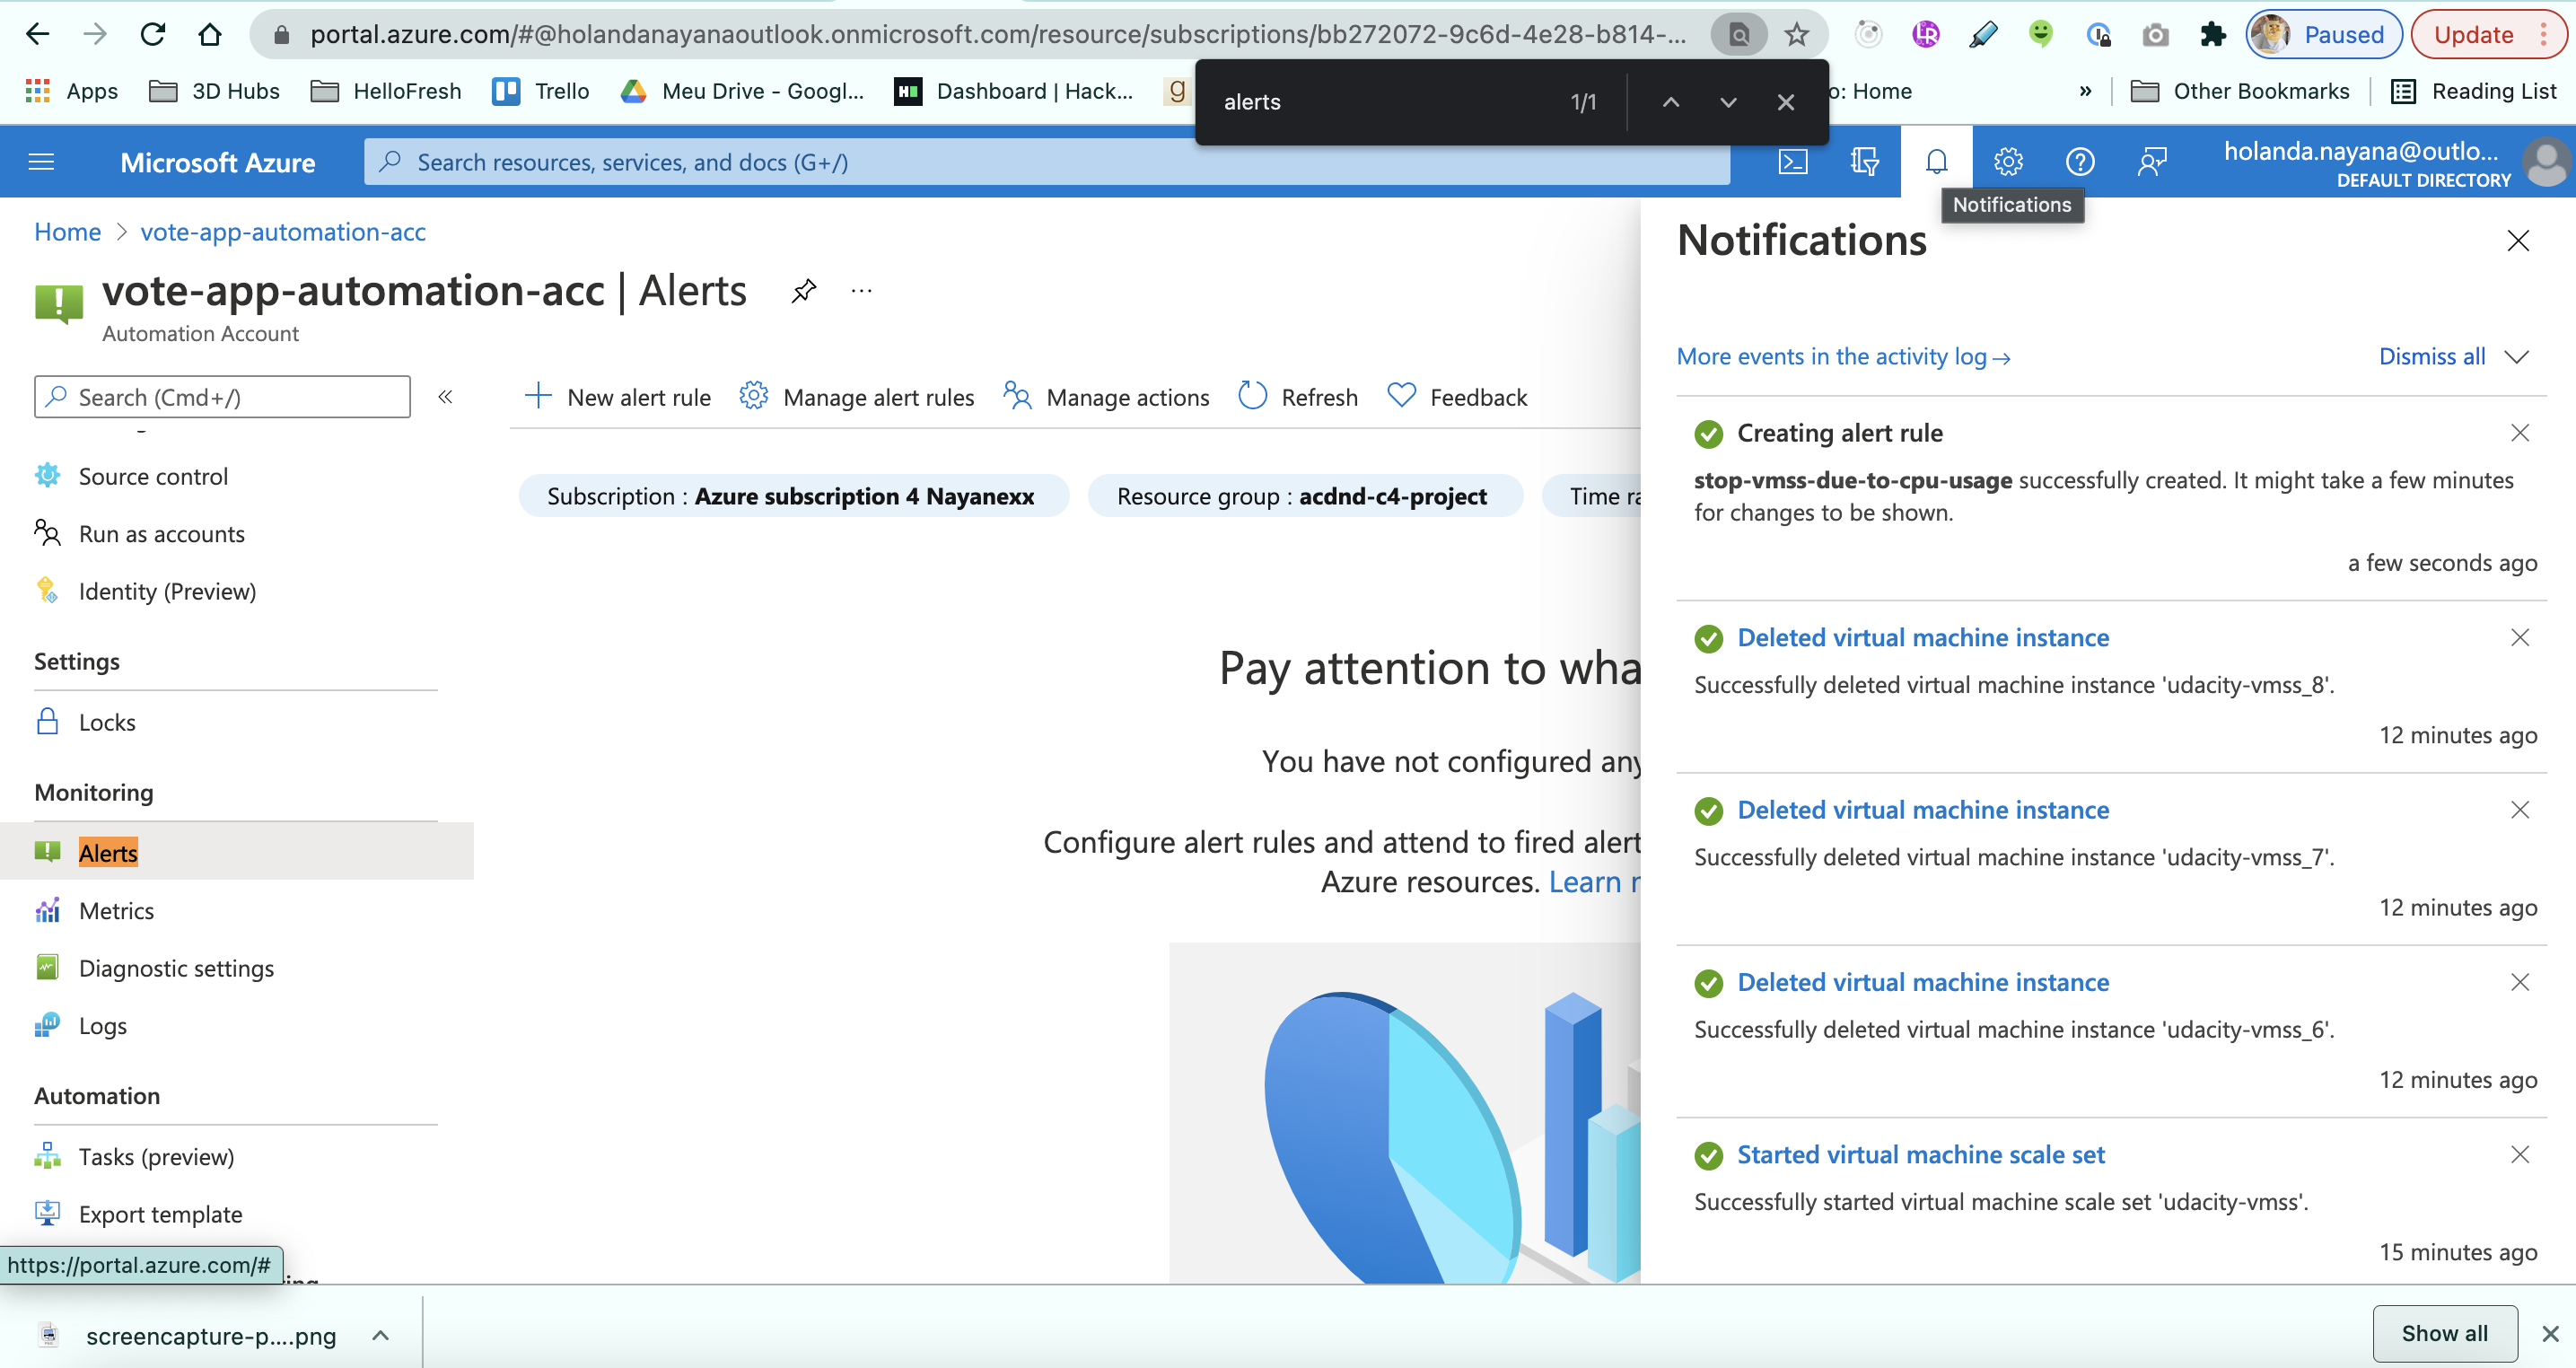 portal.azure.com/#@holandanayanaoutlook.onmicrosoft.com/resource/subscriptions/bb272072-9c6d-4e28-b814-...
Paused
Update
Apps
3D Hubs
HelloFresh
Trello
Meu Drive - Googl...
Dashboard | Hack...
o: Home
»
Other Bookmarks
Reading List
alerts
1/1
Microsoft Azure
Search resources, services, and docs (G+/)
holanda.nayana@outlo...
DEFAULT DIRECTORY
Notifications
Home > vote-app-automation-acc
vote-app-automation-acc | Alerts
Automation Account
Search (Cmd+/)
Source control
Run as accounts
Identity (Preview)
Settings
Locks
Monitoring
Alerts
Metrics
Diagnostic settings
Logs
Automation
Tasks (preview)
Export template
https://portal.azure.com/#
New alert rule
Manage alert rules
Manage actions
Refresh
Feedback
Subscription : Azure subscription 4 Nayanexx
Resource group : acdnd-c4-project
Time ra
Pay attention to wha
You have not configured any
Configure alert rules and attend to fired alert
Azure resources. Learn
Notifications
More events in the activity log →
Dismiss all
Creating alert rule
stop-vmss-due-to-cpu-usage successfully created. It might take a few minutes
for changes to be shown.
a few seconds ago
Deleted virtual machine instance
Successfully deleted virtual machine instance 'udacity-vmss_8'.
12 minutes ago
Deleted virtual machine instance
Successfully deleted virtual machine instance 'udacity-vmss_7'.
12 minutes ago
Deleted virtual machine instance
Successfully deleted virtual machine instance 'udacity-vmss_6'.
12 minutes ago
Started virtual machine scale set
Successfully started virtual machine scale set 'udacity-vmss'.
15 minutes ago
screencapture-p....png
Show all